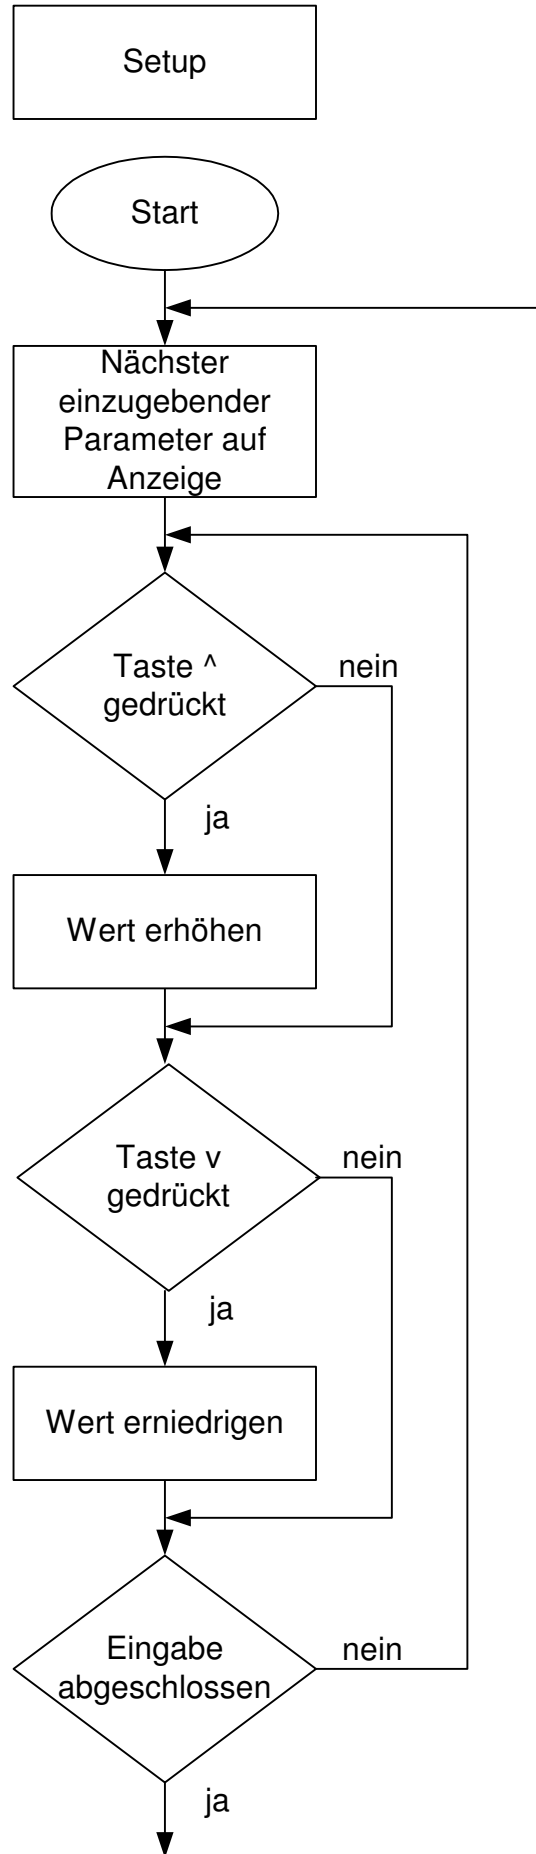 Setup
Start
Nächster
einzugebender
Parameter auf
Anzeige
Taste ^
gedrückt
nein
ja
Wert erhöhen
Taste v
gedrückt
nein
ja
Wert erniedrigen
Eingabe
abgeschlossen
nein
ja